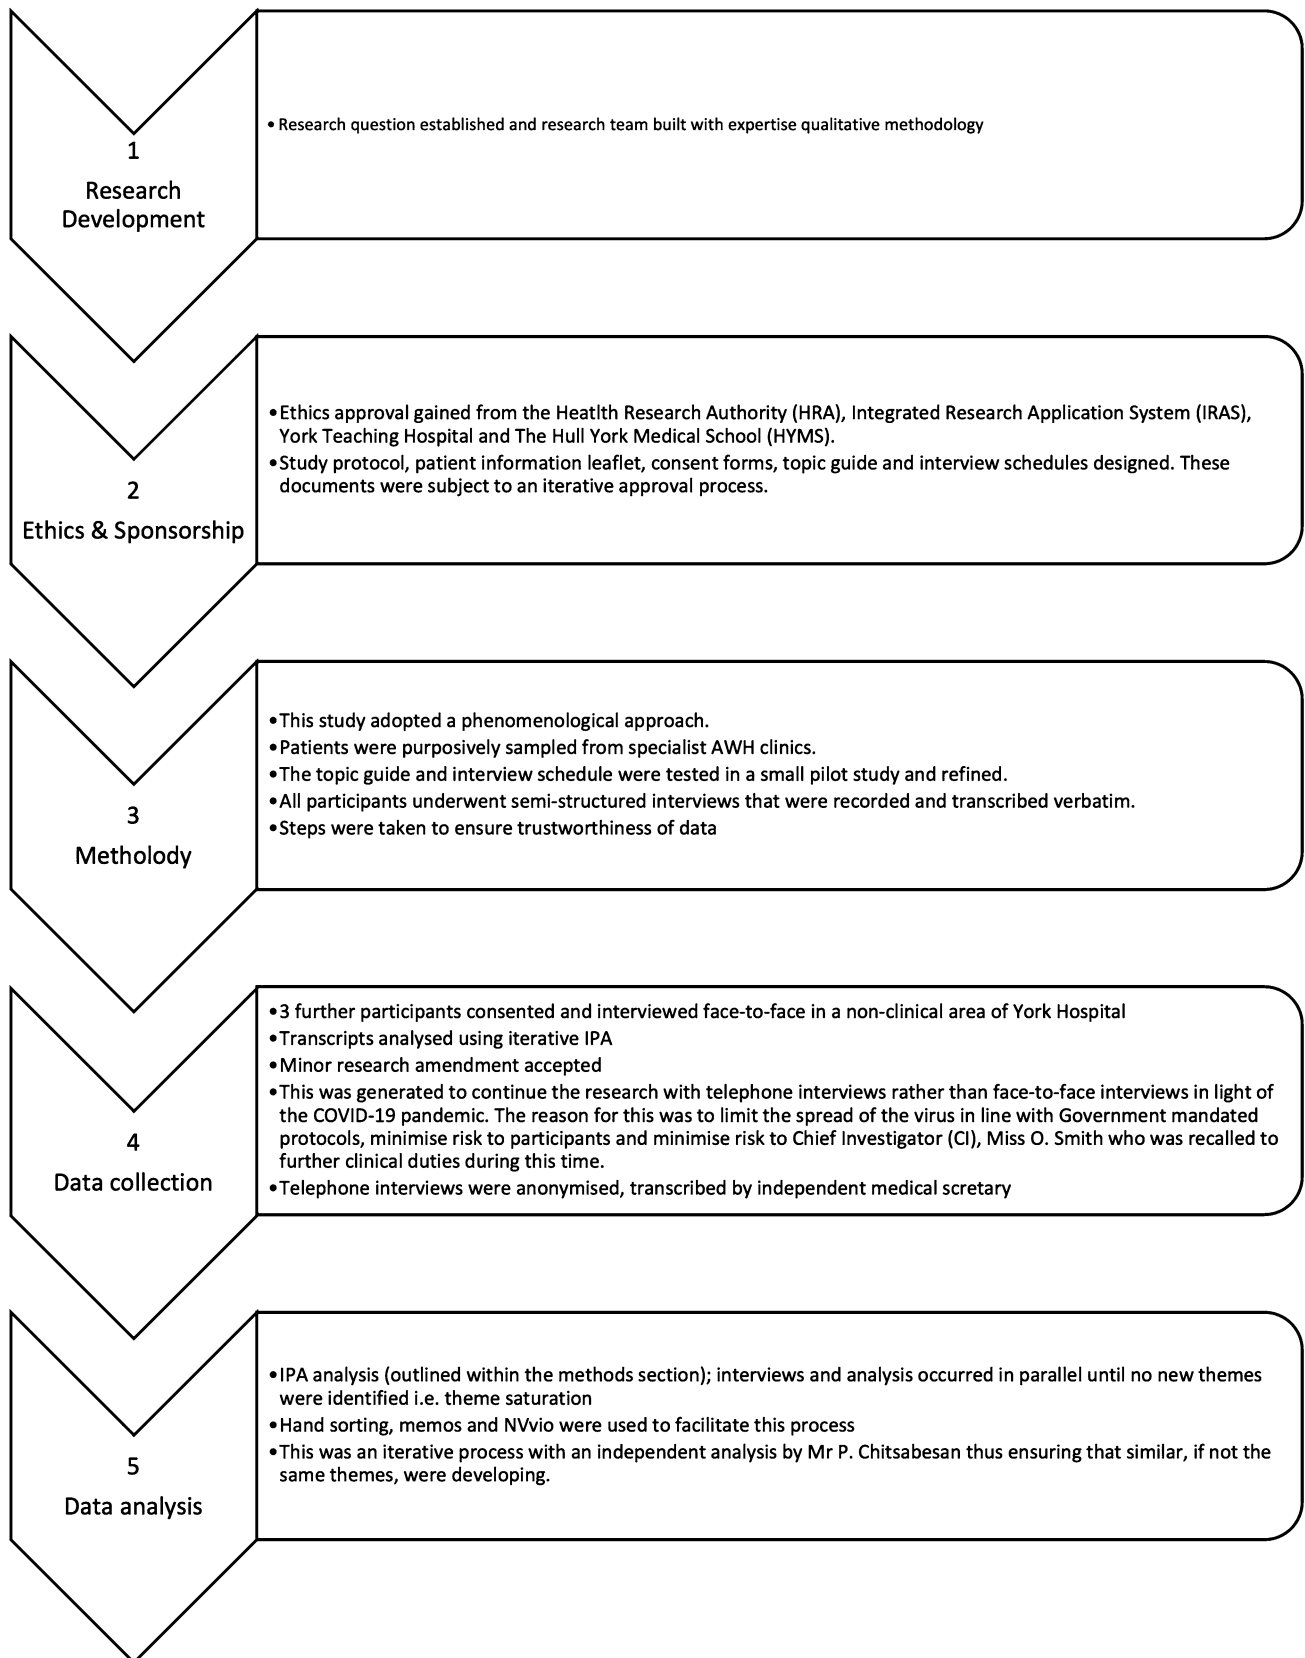 1
Research
Development
• Research question established and research team built with expertise qualitative methodology
2
Ethics & Sponsorship
•Ethics approval gained from the Heatlth Research Authority (HRA), Integrated Research Application System (IRAS),
York Teaching Hospital and The Hull York Medical School (HYMS).
•Study protocol, patient information leaflet, consent forms, topic guide and interview schedules designed. These
documents were subject to an iterative approval process.
3
Metholody
•This study adopted a phenomenological approach.
•Patients were purposively sampled from specialist AWH clinics.
•The topic guide and interview schedule were tested in a small pilot study and refined.
•All participants underwent semi-structured interviews that were recorded and transcribed verbatim.
•Steps were taken to ensure trustworthiness of data
4
Data collection
•3 further participants consented and interviewed face-to-face in a non-clinical area of York Hospital
•Transcripts analysed using iterative IPA
•Minor research amendment accepted
•This was generated to continue the research with telephone interviews rather than face-to-face interviews in light of
the COVID-19 pandemic. The reason for this was to limit the spread of the virus in line with Government mandated
protocols, minimise risk to participants and minimise risk to Chief Investigator (CI), Miss O. Smith who was recalled to
further clinical duties during this time.
•Telephone interviews were anonymised, transcribed by independent medical scretary
5
Data analysis
•IPA analysis (outlined within the methods section); interviews and analysis occurred in parallel until no new themes
were identified i.e. theme saturation
•Hand sorting, memos and NVvio were used to facilitate this process
•This was an iterative process with an independent analysis by Mr P. Chitsabesan thus ensuring that similar, if not the
same themes, were developing.